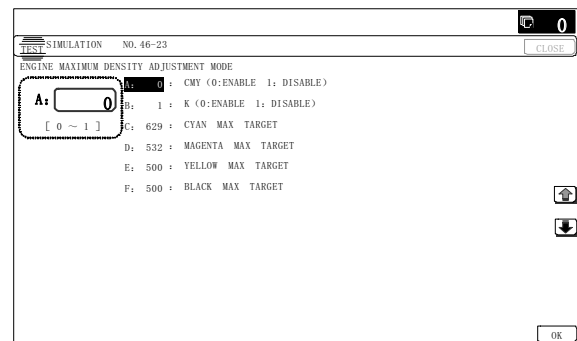 0
TEST SIMULATION NO.46-23 CLOSE
ENGINE MAXIMUM DENSITY ADJUSTMENT MODE
A: 0
[ 0 ～ 1 ]
A: 0 : CMY (0:ENABLE 1: DISABLE)
B: 1 : K (0:ENABLE 1: DISABLE)
C: 629 : CYAN MAX TARGET
D: 532 : MAGENTA MAX TARGET
E: 500 : YELLOW MAX TARGET
F: 500 : BLACK MAX TARGET
OK